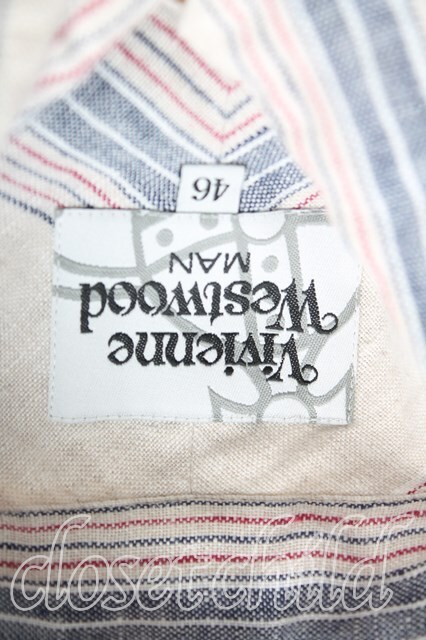 Vivienne
Westwood
MAN
46
closet child